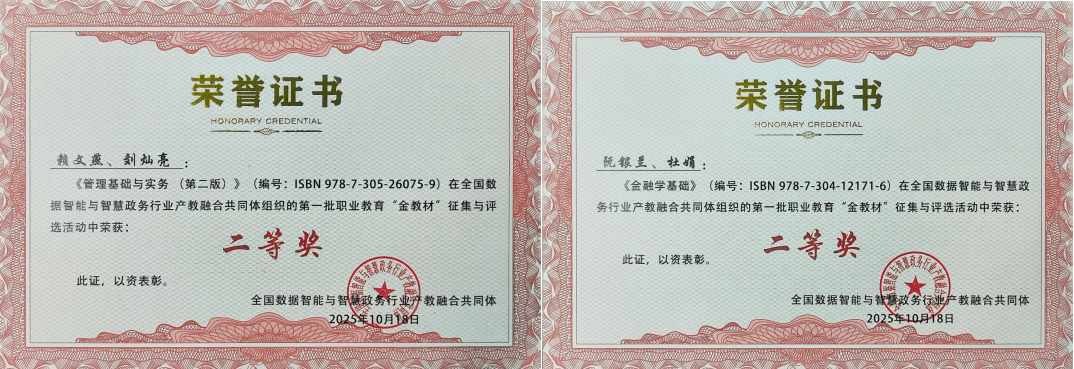 荣誉证书
HONORARY CREDENTIAL
赖文燕、刘灿亮：
《管理基础与实务（第二版）》（编号：ISBN 978-7-305-26075-9）在全国数
据智能与智慧政务行业产教融合共同体组织的第一批职业教育“金教材”征集与评
选活动中荣获：
二等奖
此证，以资表彰。
全国数据智能与智慧政务行业产教融合共同体
2025年10月18日
荣誉证书
HONORARY CREDENTIAL
阮银兰、杜娟：
《金融学基础》（编号：ISBN 978-7-304-12171-6）在全国数据智能与智慧政
务行业产教融合共同体组织的第一批职业教育“金教材”征集与评选活动中荣获：
二等奖
此证，以资表彰。
全国数据智能与智慧政务行业产教融合共同体
2025年10月18日